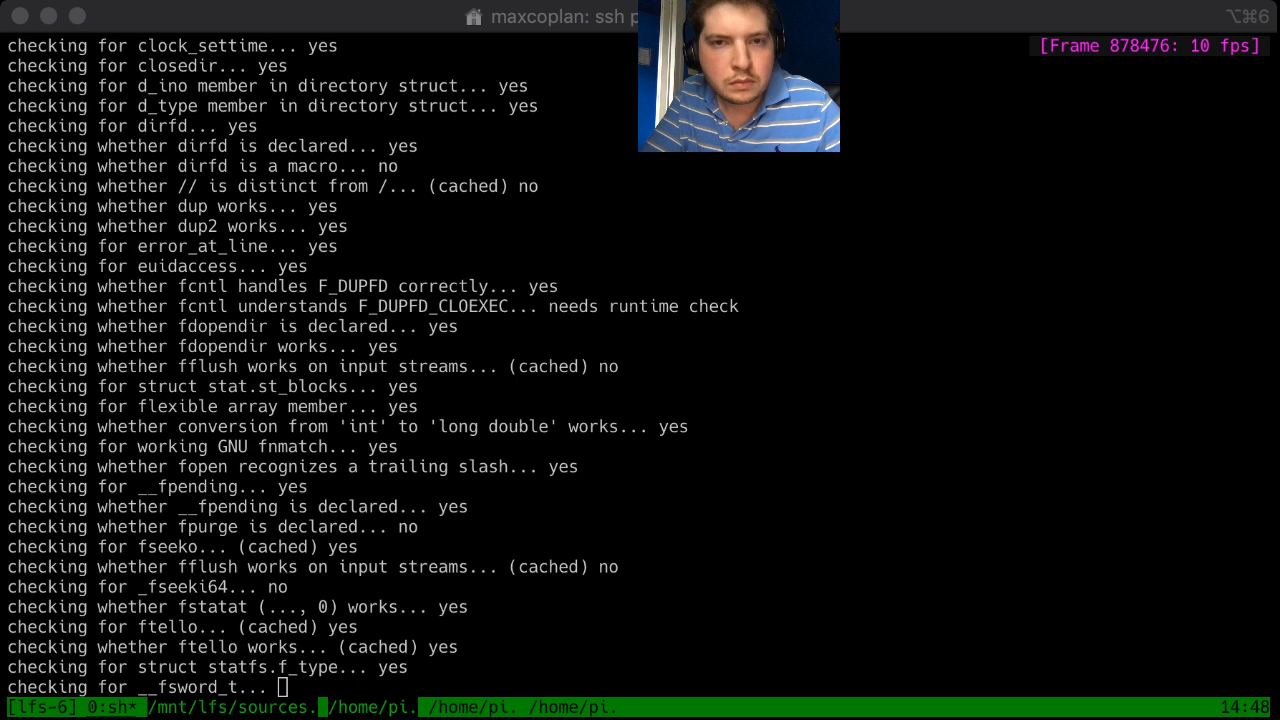 maxcoplan: ssh p
⌥⌘6
[Frame 878476: 10 fps]
checking for clock_settime... yes
checking for closedir... yes
checking for d_ino member in directory struct... yes
checking for d_type member in directory struct... yes
checking for dirfd... yes
checking whether dirfd is declared... yes
checking whether dirfd is a macro... no
checking whether // is distinct from /... (cached) no
checking whether dup works... yes
checking whether dup2 works... yes
checking for error_at_line... yes
checking for euidaccess... yes
checking whether fcntl handles F_DUPFD correctly... yes
checking whether fcntl understands F_DUPFD_CLOEXEC... needs runtime check
checking whether fdopendir is declared... yes
checking whether fdopendir works... yes
checking whether fflush works on input streams... (cached) no
checking for struct stat.st_blocks... yes
checking for flexible array member... yes
checking whether conversion from 'int' to 'long double' works... yes
checking for working GNU fnmatch... yes
checking whether fopen recognizes a trailing slash... yes
checking for __fpending... yes
checking whether __fpending is declared... yes
checking whether fpurge is declared... no
checking for fseeko... (cached) yes
checking whether fflush works on input streams... (cached) no
checking for _fseeki64... no
checking whether fstatat (..., 0) works... yes
checking for ftello... (cached) yes
checking whether ftello works... (cached) yes
checking for struct statfs.f_type... yes
checking for __fsword_t...
[lfs-6] 0:sh* /mnt/lfs/sources. /home/pi. /home/pi. /home/pi. 14:48